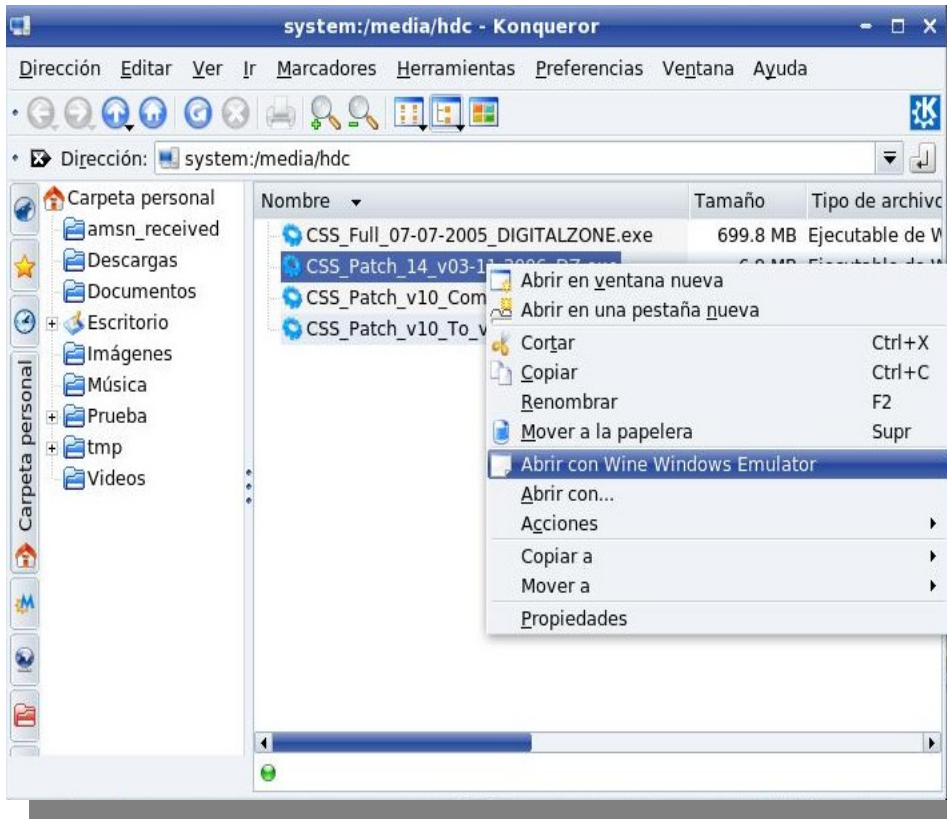 system:/media/hdc - Konqueror
Dirección Editar Ver Ir Marcadores Herramientas Preferencias Ventana Ayuda
Dirección: system:/media/hdc
Carpeta personal
Carpeta personal
amsn_received
Descargas
Documentos
Escritorio
Imágenes
Música
Prueba
tmp
Videos
Nombre Tamaño Tipo de archivo
CSS_Full_07-07-2005_DIGITALZONE.exe 699.8 MB Ejecutable de W
CSS_Patch_14_v03-11-2006_DZ.exe
CSS_Patch_v10_Com
CSS_Patch_v10_To_v
Abrir en ventana nueva
Abrir en una pestaña nueva
Cortar Ctrl+X
Copiar Ctrl+C
Renombrar F2
Mover a la papelera Supr
Abrir con Wine Windows Emulator
Abrir con...
Acciones
Copiar a
Mover a
Propiedades